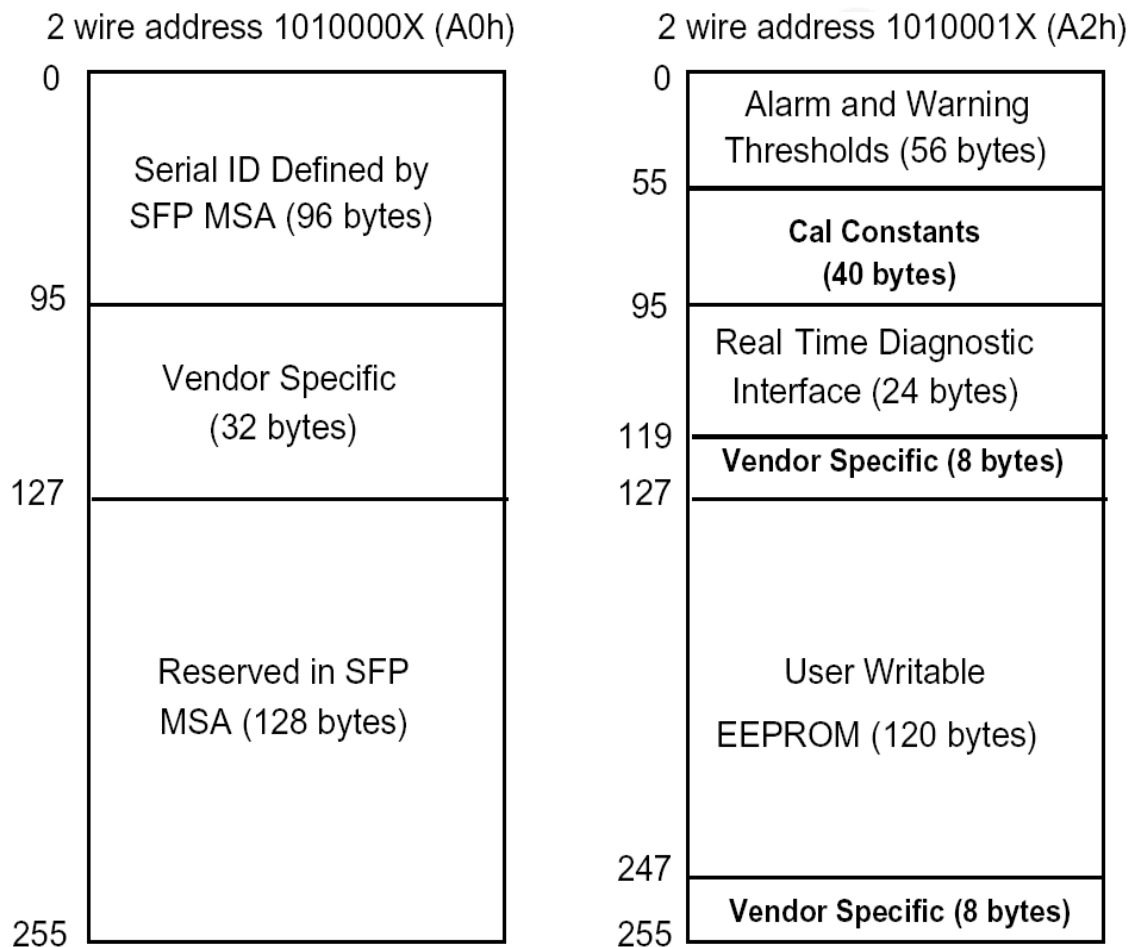 2 wire address 1010000X (A0h)
0
Serial ID Defined by
SFP MSA (96 bytes)
95
Vendor Specific
(32 bytes)
127
Reserved in SFP
MSA (128 bytes)
255
2 wire address 1010001X (A2h)
0
Alarm and Warning
Thresholds (56 bytes)
55
Cal Constants
(40 bytes)
95
Real Time Diagnostic
Interface (24 bytes)
119
Vendor Specific (8 bytes)
127
User Writable
EEPROM (120 bytes)
247
Vendor Specific (8 bytes)
255